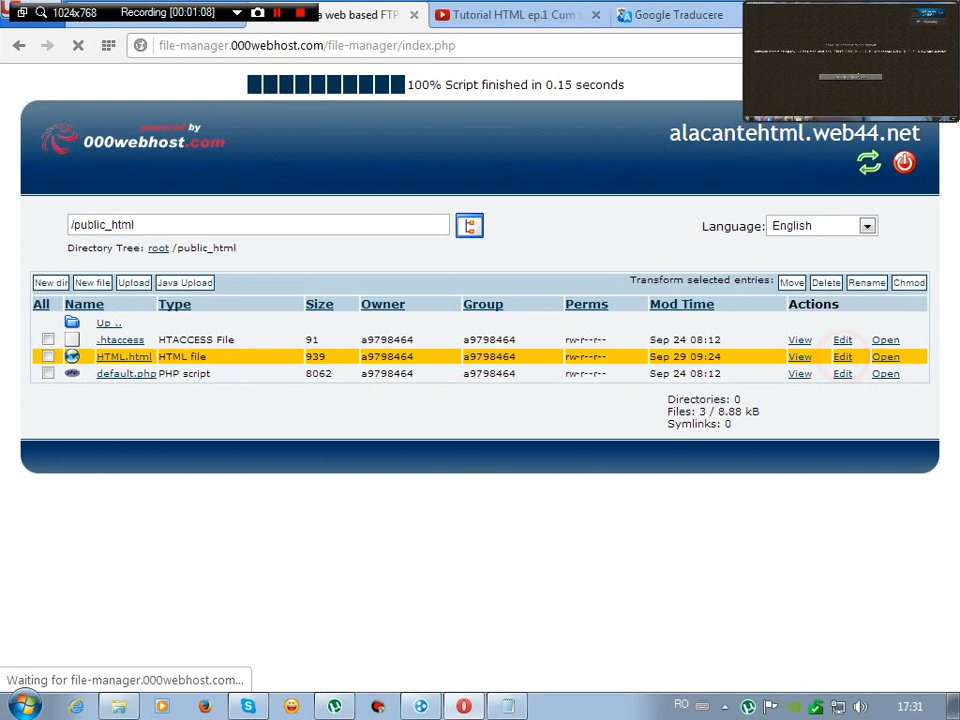 1024x768 Recording [00:01:08]
a web based FTP
Tutorial HTML ep.1 Cum s
Google Traducere
file-manager.000webhost.com/file-manager/index.php
100% Script finished in 0.15 seconds
powered by
000webhost.com
alacantehtml.web44.net
/public_html
Language: English
Directory Tree: root /public_html
New dir New file Upload Java Upload Transform selected entries: Move Delete Rename Chmod
All Name Type Size Owner Group Perms Mod Time Actions
Up ..
.htaccess HTACCESS File 91 a9798464 a9798464 rw-r--r-- Sep 24 08:12 View Edit Open
HTML.html HTML file 939 a9798464 a9798464 rw-r--r-- Sep 29 09:24 View Edit Open
default.php PHP script 8062 a9798464 a9798464 rw-r--r-- Sep 24 08:12 View Edit Open
Directories: 0
Files: 3 / 8.88 kB
Symlinks: 0
Waiting for file-manager.000webhost.com...
RO
17:31